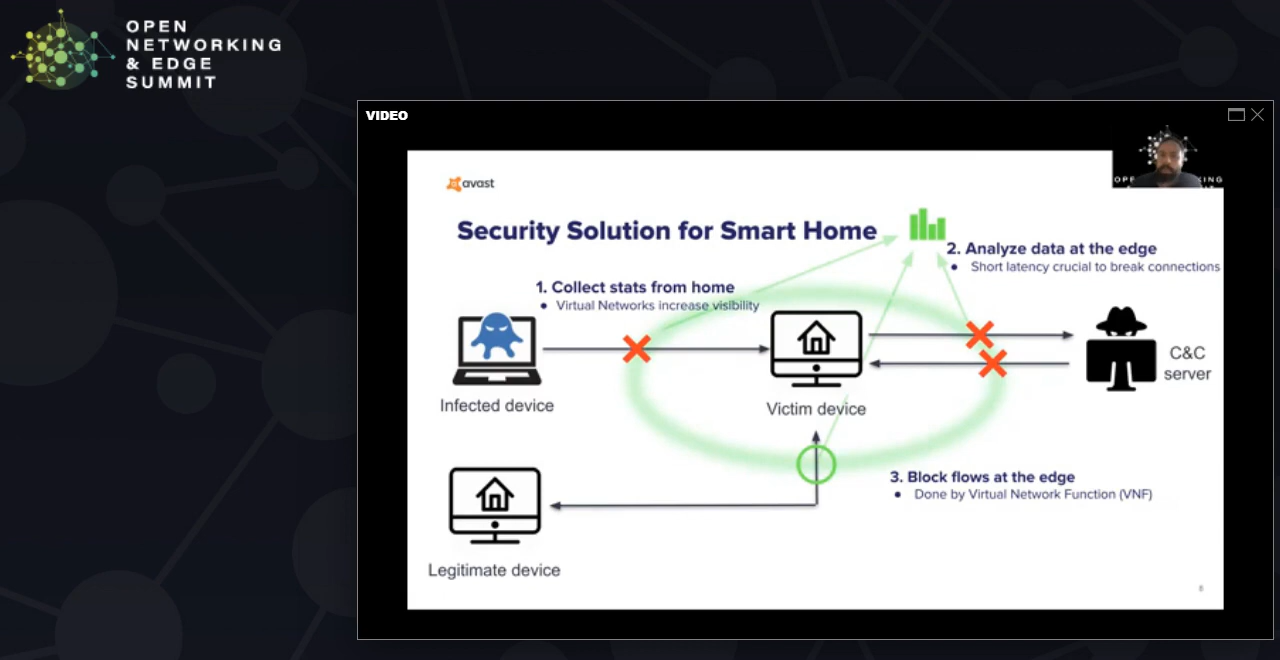 OPEN
NETWORKING
& EDGE
SUMMIT
VIDEO
avast
Security Solution for Smart Home
2. Analyze data at the edge
Short latency crucial to break connections
1. Collect stats from home
Virtual Networks increase visibility
C&C
server
Infected device
Victim device
3. Block flows at the edge
Done by Virtual Network Function (VNF)
Legitimate device